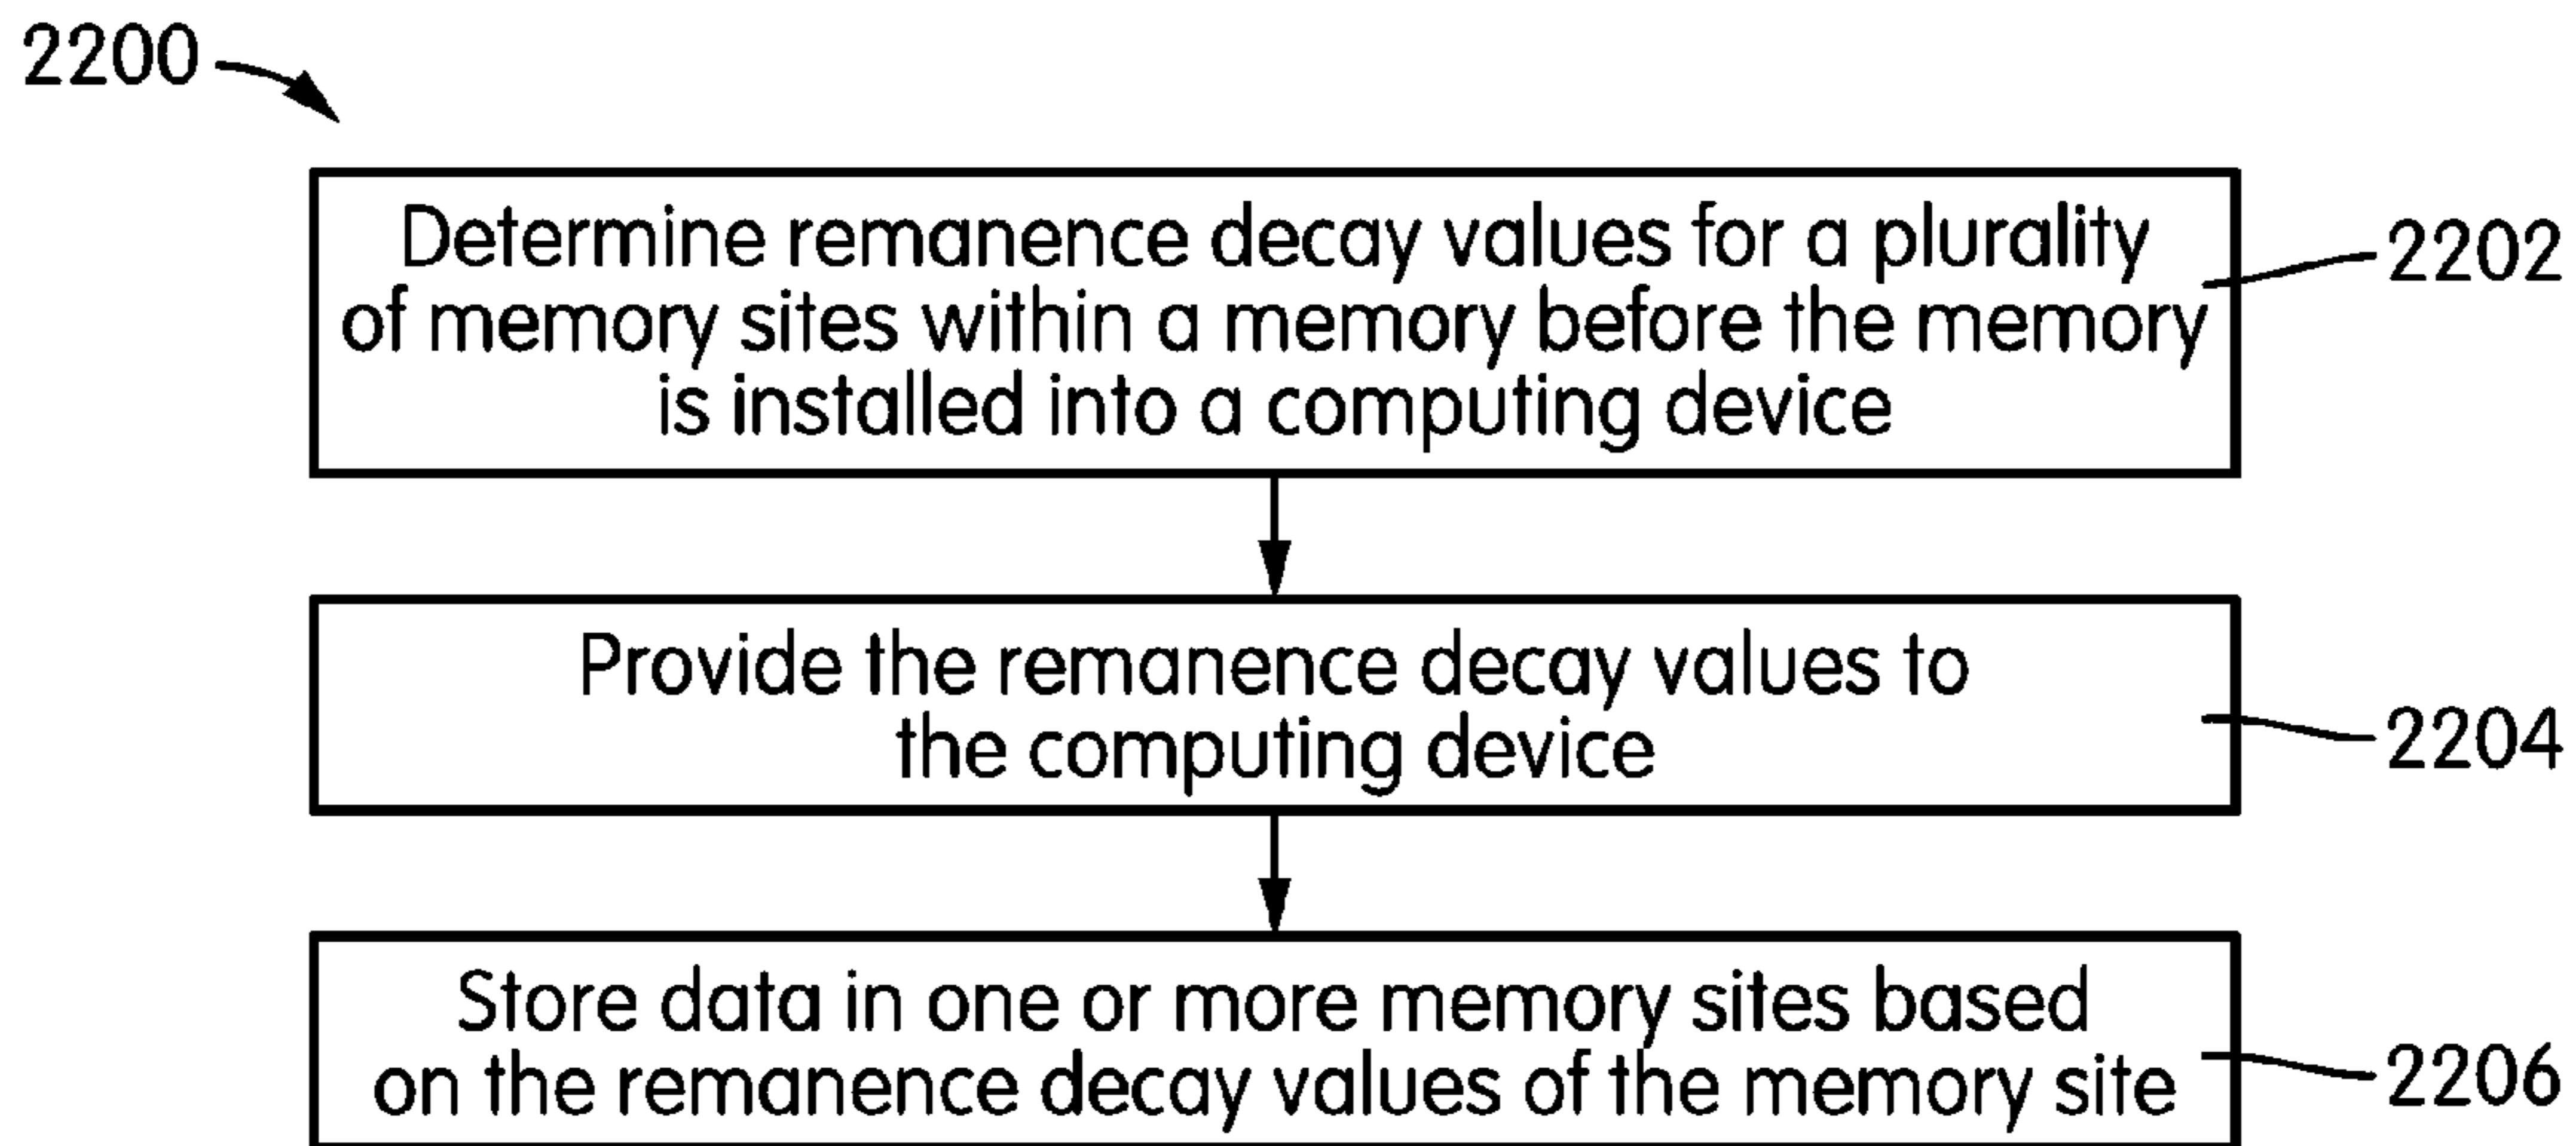 2200
Determine remanence decay values for a plurality
of memory sites within a memory before the memory
is installed into a computing device
2202
Provide the remanence decay values to
the computing device
2204
Store data in one or more memory sites based
on the remanence decay values of the memory site
2206